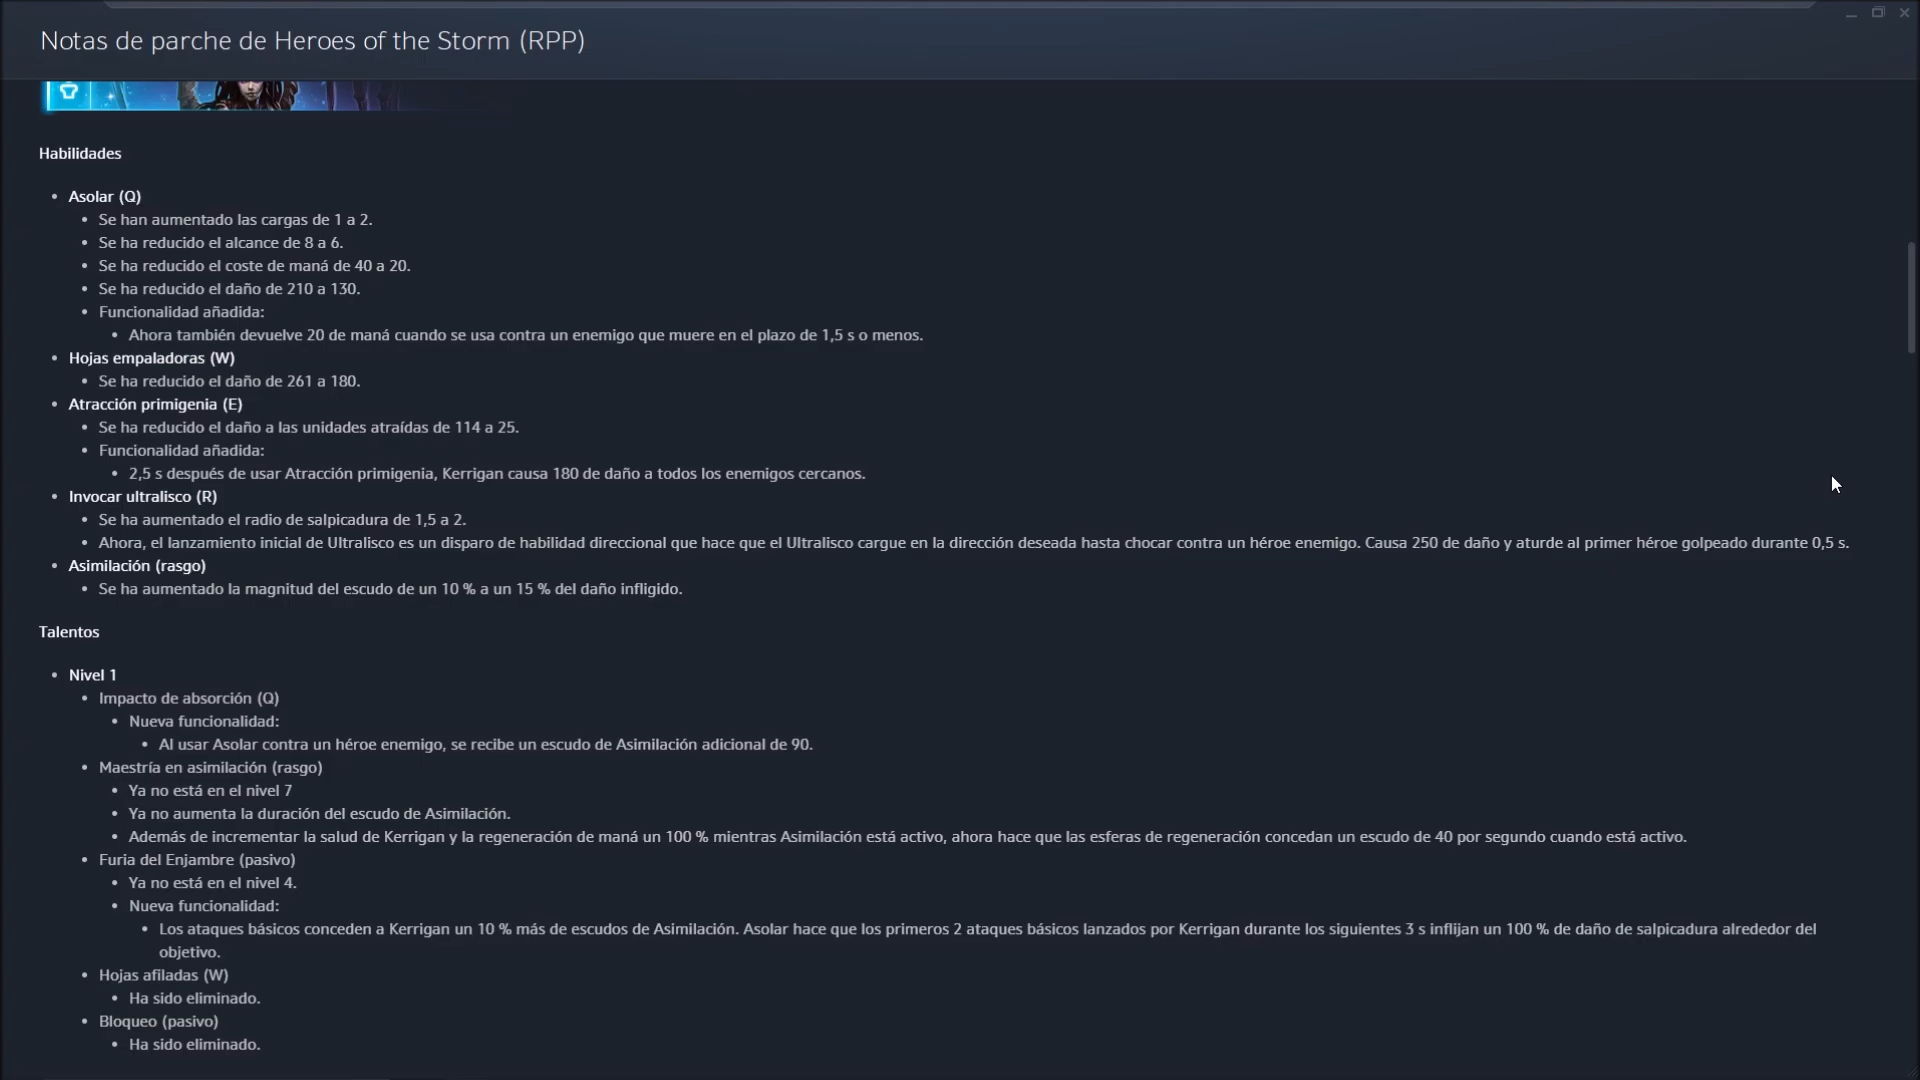 Notas de parche de Heroes of the Storm (RPP)
Habilidades
• Asolar (Q)
• Se han aumentado las cargas de 1 a 2.
• Se ha reducido el alcance de 8 a 6.
• Se ha reducido el coste de maná de 40 a 20.
• Se ha reducido el daño de 210 a 130.
• Funcionalidad añadida:
• Ahora también devuelve 20 de maná cuando se usa contra un enemigo que muere en el plazo de 1,5 s o menos.
• Hojas empaladoras (W)
• Se ha reducido el daño de 261 a 180.
• Atracción primigenia (E)
• Se ha reducido el daño a las unidades atraídas de 114 a 25.
• Funcionalidad añadida:
• 2,5 s después de usar Atracción primigenia, Kerrigan causa 180 de daño a todos los enemigos cercanos.
• Invocar ultralisco (R)
• Se ha aumentado el radio de salpicadura de 1,5 a 2.
• Ahora, el lanzamiento inicial de Ultralisco es un disparo de habilidad direccional que hace que el Ultralisco cargue en la dirección deseada hasta chocar contra un héroe enemigo. Causa 250 de daño y aturde al primer héroe golpeado durante 0,5 s.
• Asimilación (rasgo)
• Se ha aumentado la magnitud del escudo de un 10 % a un 15 % del daño infligido.
Talentos
• Nivel 1
• Impacto de absorción (Q)
• Nueva funcionalidad:
• Al usar Asolar contra un héroe enemigo, se recibe un escudo de Asimilación adicional de 90.
• Maestría en asimilación (rasgo)
• Ya no está en el nivel 7
• Ya no aumenta la duración del escudo de Asimilación.
• Además de incrementar la salud de Kerrigan y la regeneración de maná un 100 % mientras Asimilación está activo, ahora hace que las esferas de regeneración concedan un escudo de 40 por segundo cuando está activo.
• Furia del Enjambre (pasivo)
• Ya no está en el nivel 4.
• Nueva funcionalidad:
• Los ataques básicos conceden a Kerrigan un 10 % más de escudos de Asimilación. Asolar hace que los primeros 2 ataques básicos lanzados por Kerrigan durante los siguientes 3 s inflijan un 100 % de daño de salpicadura alrededor del
objetivo.
• Hojas afiladas (W)
• Ha sido eliminado.
• Bloqueo (pasivo)
• Ha sido eliminado.